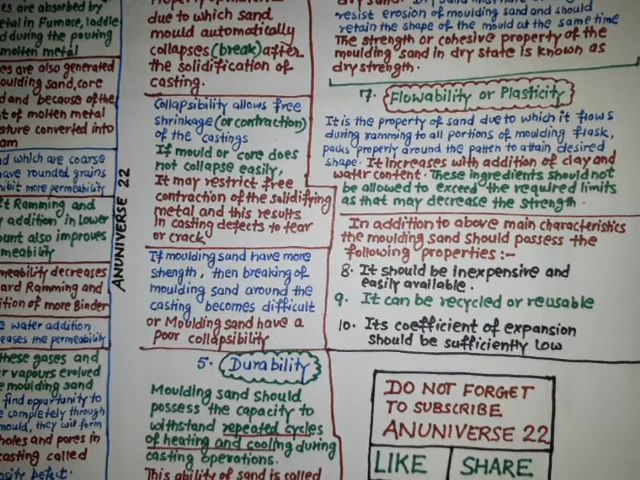 es are absorbed by
etal in Furnace, laddle
d during the pouring
molten metal
es are also generated
oulding sand, core
d and because of the
t of molten metal
sture converted into
am
nd which are coarse
have rounded grains
hibit more permeability
t Ramming and
y addition in Lower
ount also improves
meability
meability decreases
ard Ramming and
ition of more Binder
e water addition
eases the permeability
these gases and
er vapours evolved
e moulding sand
find opportunity to
e completely through
mould, they will form
holes and pores in
casting called
ANUNIVERSE 22
due to which sand
mould automatically
collapses (break) after
the solidification of
casting.
Collapsibility allows free
shrinkage (or contraction)
of the castings
If mould or core does
not collapse easily,
It may restrict free
contraction of the solidifying
metal and this results
in casting defects to tear
or crack
If moulding sand have more
strength, then breaking of
moulding sand around the
casting becomes difficult
or Moulding sand have a
poor collapsibility
5. Durability
Moulding sand should
possess the capacity to
withstand repeated cycles
of heating and cooling during
casting operations.
This ability of sand is called
resist erosion of moulding sand and should
retain the shape of the mould at the same time
The strength or cohesive property of the
moulding sand in dry state is known as
dry strength.
7. Flowability or Plasticity
It is the property of sand due to which it flows
during ramming to all portions of moulding flask,
packs properly around the patten to attain desired
shape. It increases with addition of clay and
water content. These ingredients should not
be allowed to exceed the required limits
as that may decrease the strength.
In addition to above main characteristics
the moulding sand should possess the
following properties :-
8. It should be inexpensive and
easily available.
9. It can be recycled or reusable
10. Its coefficient of expansion
should be sufficiently low
DO NOT FORGET
TO SUBSCRIBE
ANUNIVERSE 22
LIKE SHARE